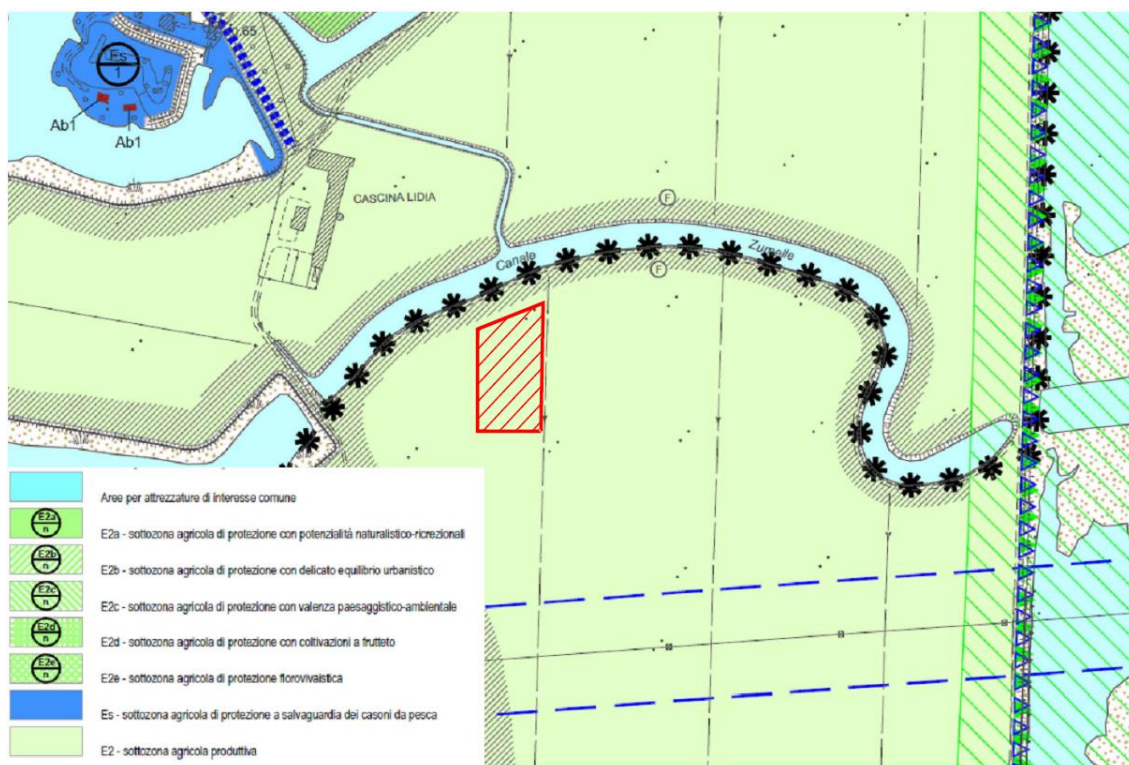 .65
Es
1
Ab1
Ab1
CASCINA LIDIA
F
Canale
Zumelle
F
Aree per attrezzature di interesse comune
E2a
n
E2a - sottozona agricola di protezione con potenzialità naturalistico-ricrezionali
E2b
n
E2b - sottozona agricola di protezione con delicato equilibrio urbanistico
E2c
n
E2c - sottozona agricola di protezione con valenza paesaggistico-ambientale
E2d
n
E2d - sottozona agricola di protezione con coltivazioni a frutteto
E2e
n
E2e - sottozona agricola di protezione florovivaistica
Es - sottozona agricola di protezione a salvaguardia dei casoni da pesca
E2 - sottozona agricola produttiva